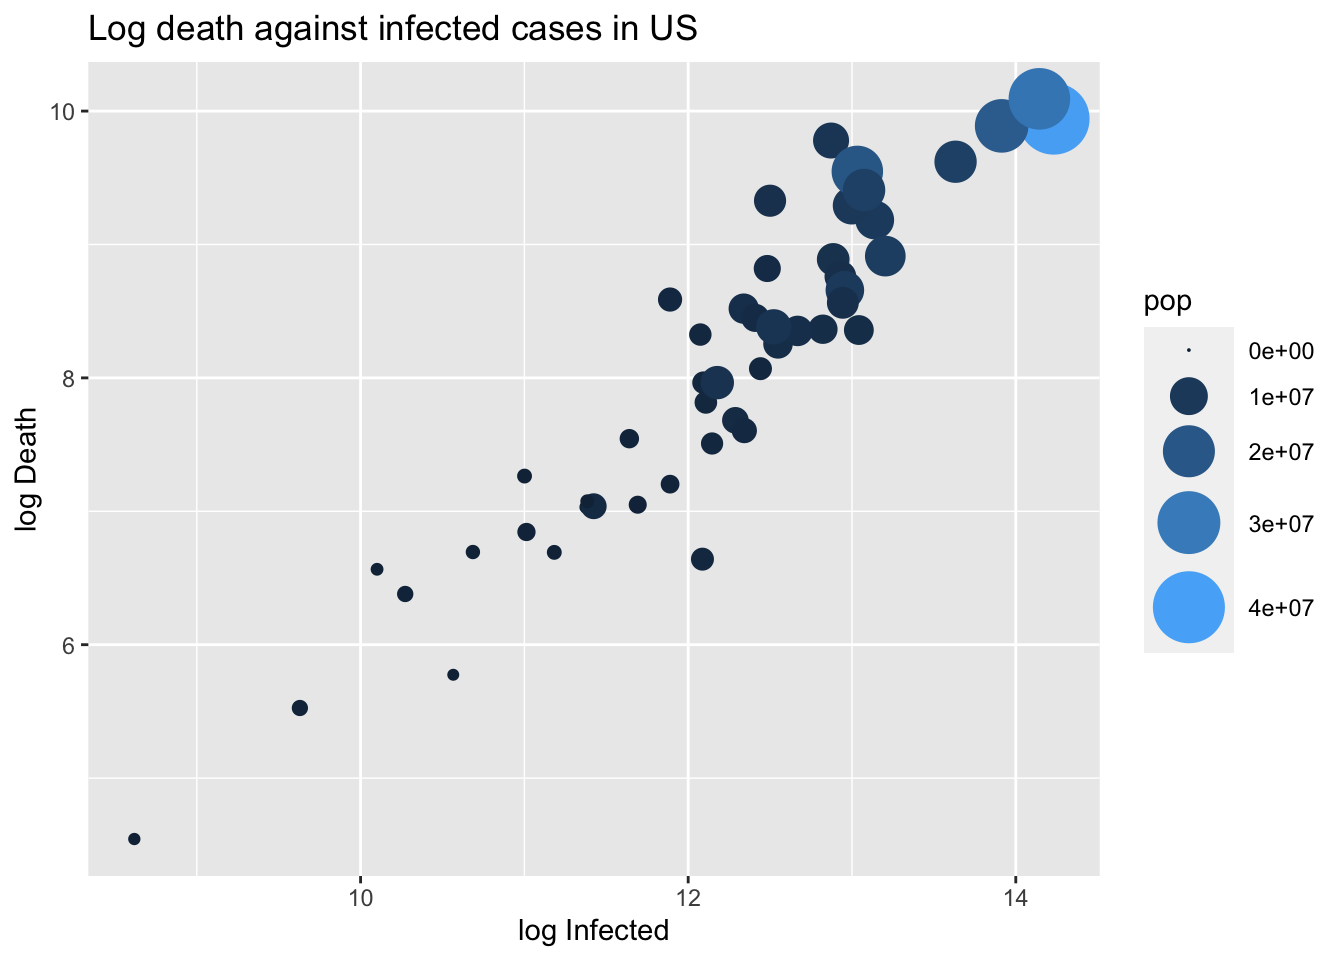 Log death against infected cases in US
10
8
6
log Death
10 12 14
log Infected
pop
0e+00
1e+07
2e+07
3e+07
4e+07